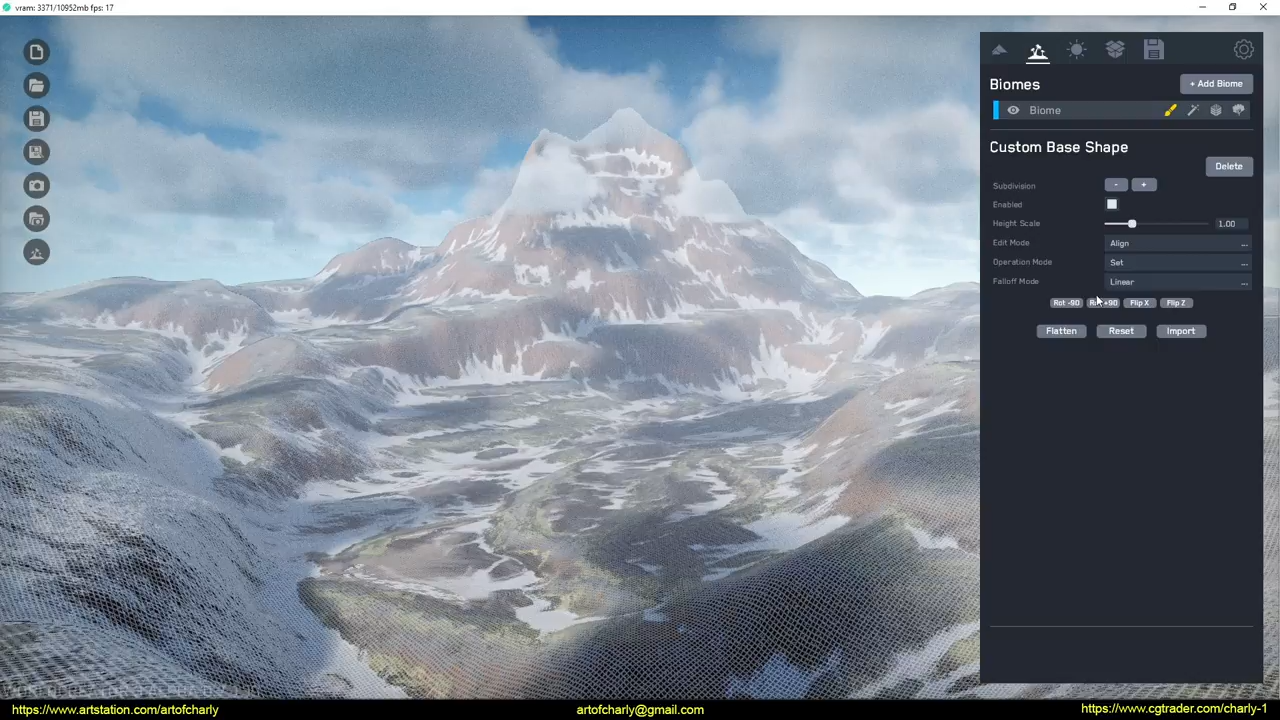 vram: 3371/10952mb fps: 17
Biomes
+ Add Biome
Biome
Custom Base Shape
Delete
Subdivision
-
+
Enabled
Height Scale
1.00
Edit Mode
Align
...
Operation Mode
Set
...
Falloff Mode
Linear
...
Rot -90
Flip X
Flip Z
Flatten
Reset
Import
https://www.artstation.com/artofcharly
artofcharly@gmail.com
https://www.cgtrader.com/charly-1